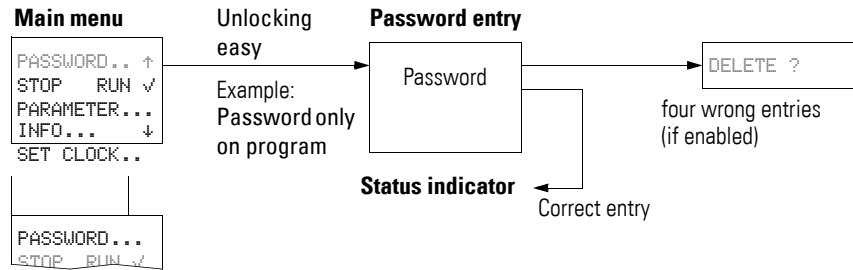 Main menu
Unlocking
easy
Password entry
PASSWORD.. ↑
STOP RUN √
PARAMETER...
INFO... ↓
SET CLOCK..
Example:
Password only
on program
Password
DELETE ?
four wrong entries
(if enabled)
Status indicator
Correct entry
PASSWORD...
STOP RUN √